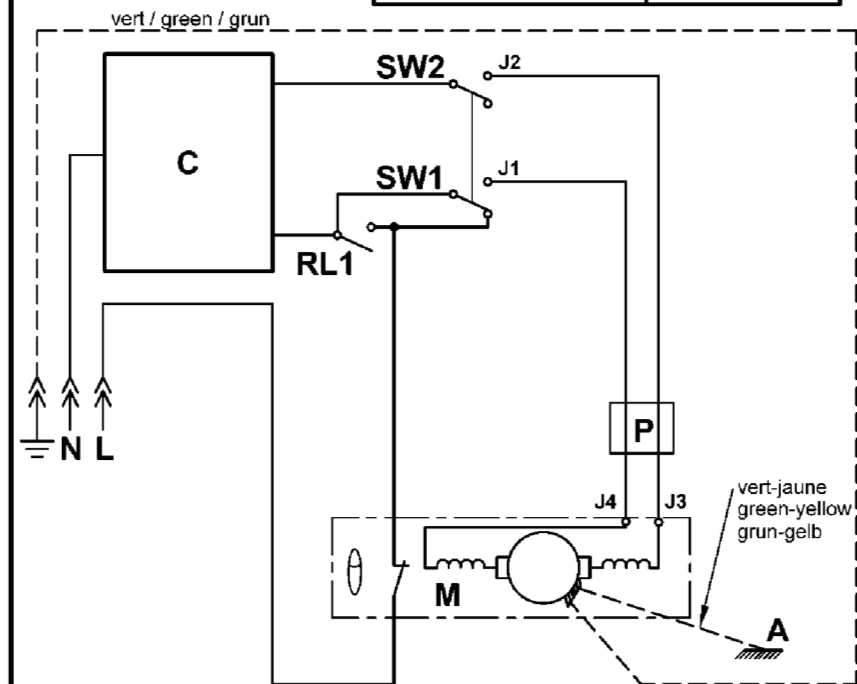 vert / green / grun
SW2
J2
C
SW1
J1
RL1
N L
P
J4 J3
vert-jaune
green-yellow
grun-gelb
M
A